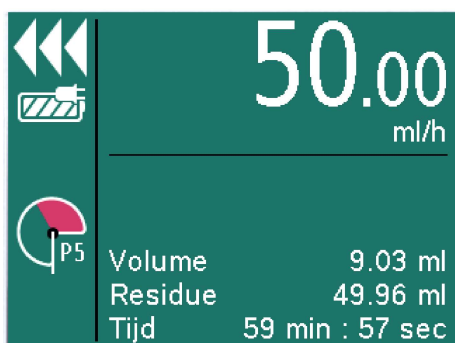 50.00
ml/h
P5
Volume 9.03 ml
Residue 49.96 ml
Tijd 59 min : 57 sec